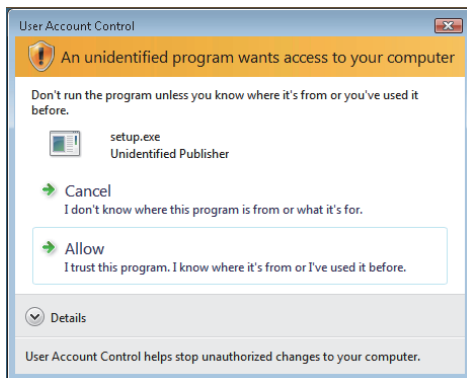 User Account Control
An unidentified program wants access to your computer
Don't run the program unless you know where it's from or you've used it
before.
setup.exe
Unidentified Publisher
Cancel
I don't know where this program is from or what it's for.
Allow
I trust this program. I know where it's from or I've used it before.
Details
User Account Control helps stop unauthorized changes to your computer.